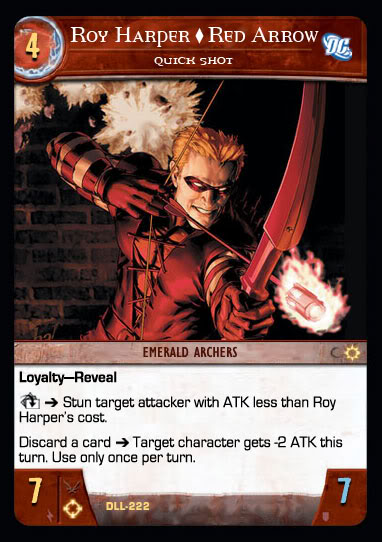 4
Roy Harper ♦ Red Arrow
DC
QUICK SHOT
EMERALD ARCHERS
C
Loyalty—Reveal
➔ Stun target attacker with ATK less than Roy
Harper's cost.
Discard a card ➔ Target character gets -2 ATK this
turn. Use only once per turn.
7
DLL-222
7